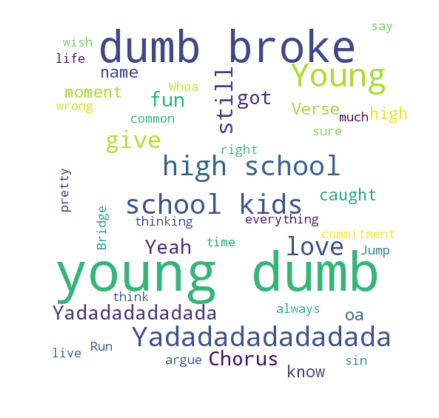 say
wish
dumb broke
life
name
Young
Whoa
moment
fun
still
got
wrong
common
Verse
much
high
give
sure
right
high school
pretty
school kids
caught
thinking
everything
Bridge
Yeah
time
love
commitment
Jump
young dumb
think
Yadadadadadada
always
oa
Yadadadadadadada
Run
live
argue
Chorus
know
sin